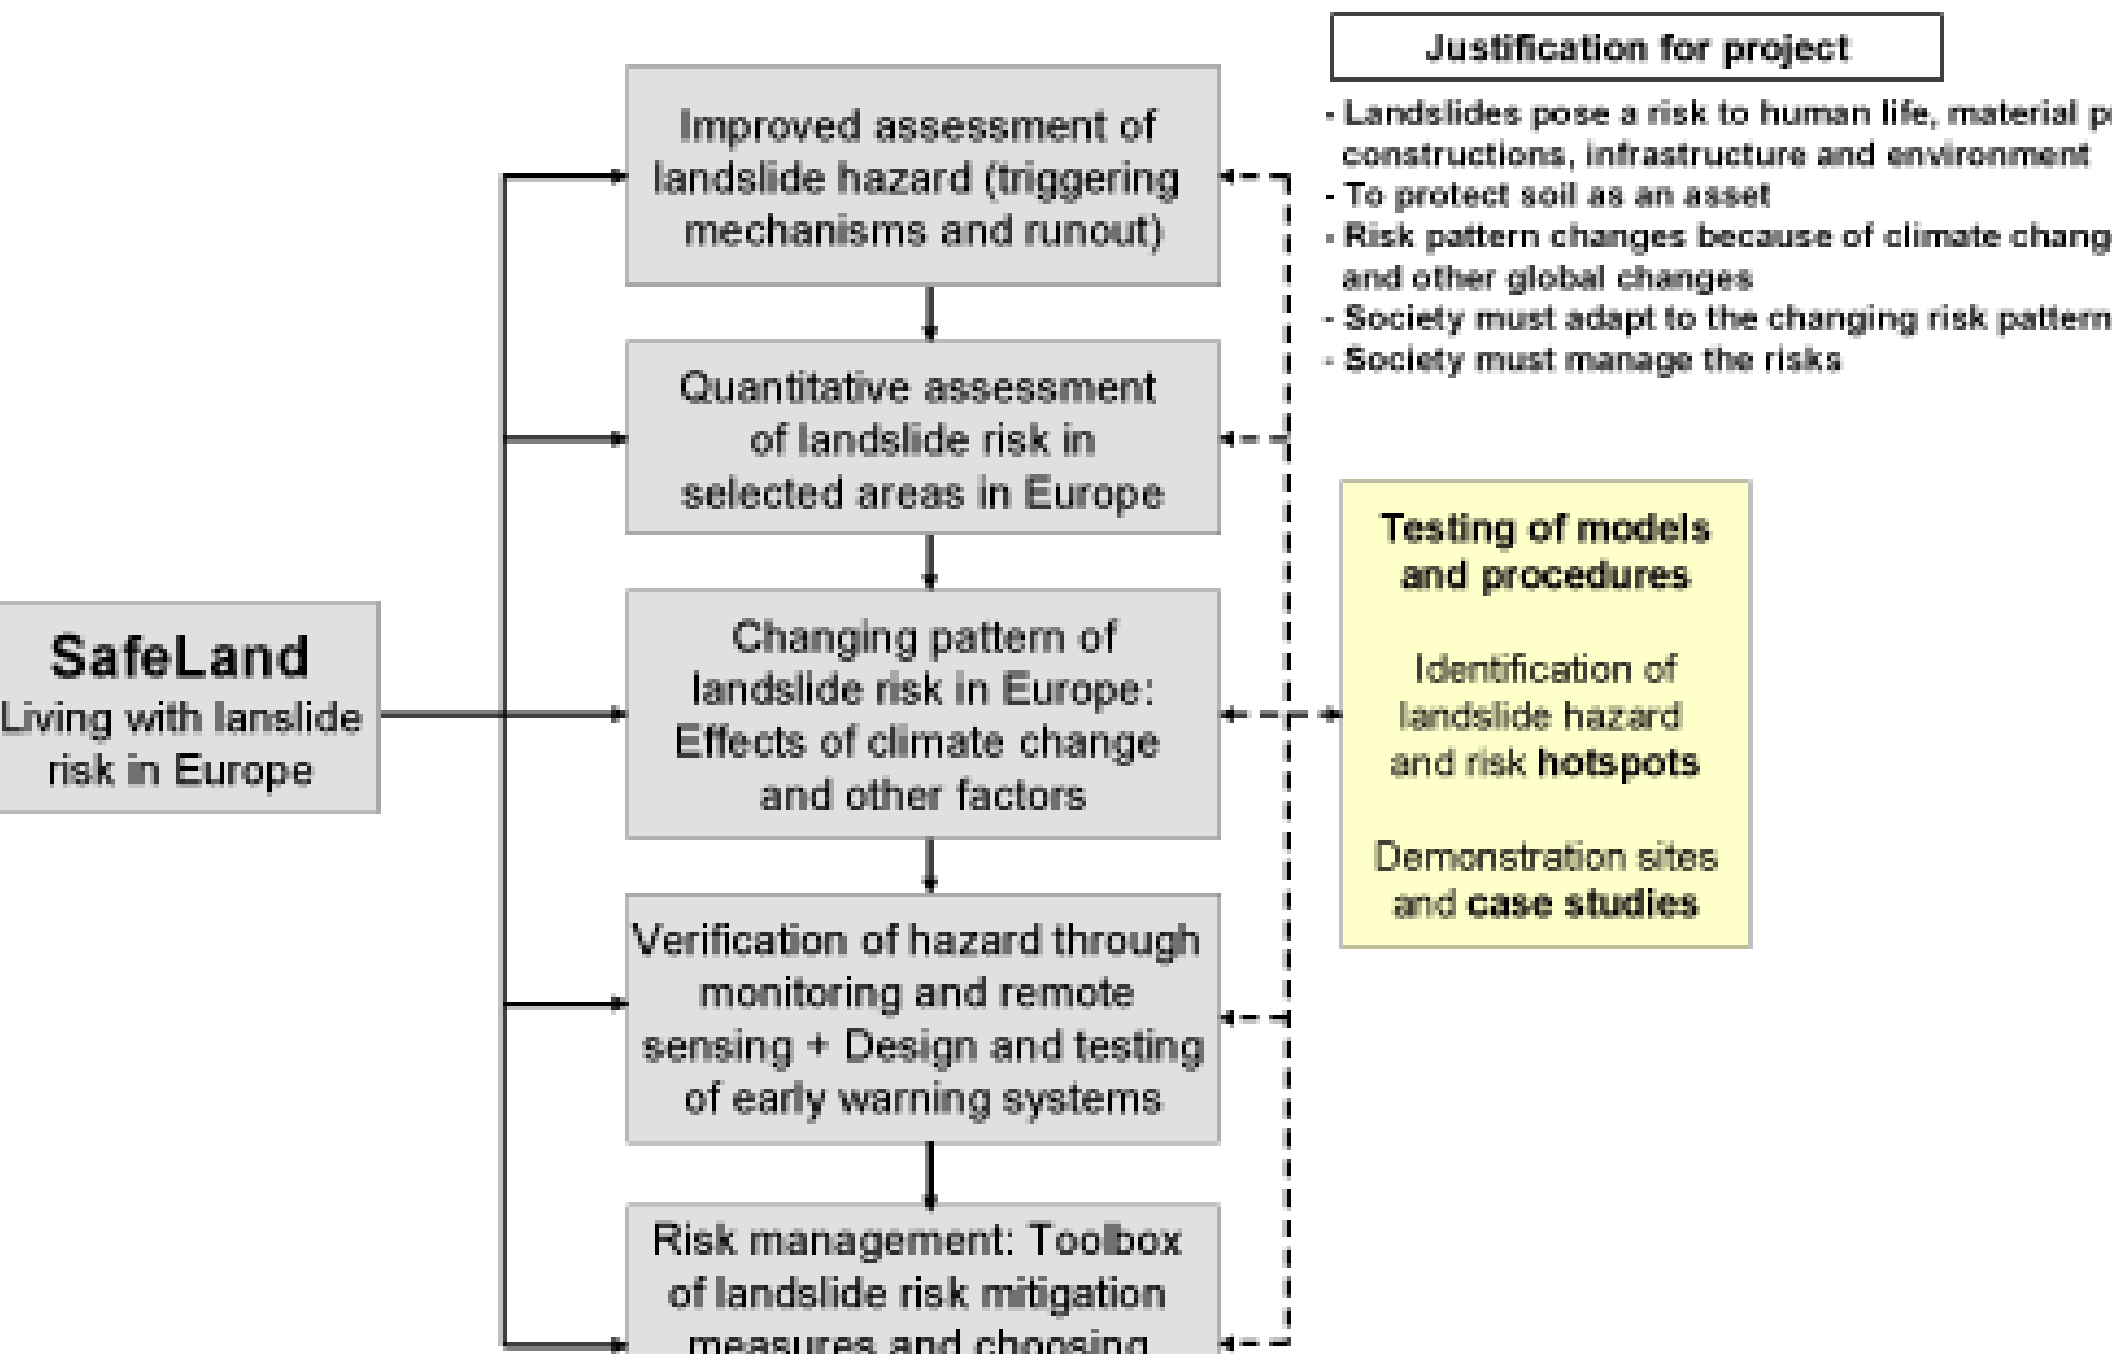 Justification for project
- Landslides pose a risk to human life, material
constructions, infrastructure and environment
- To protect soil as an asset
- Risk pattern changes because of climate
and other global changes
- Society must adapt to the changing risk pattern
- Society must manage the risks
Improved assessment of
landslide hazard (triggering
mechanisms and runout)
Quantitative assessment
of landslide risk in
selected areas in Europe
SafeLand
Living with lanslide
risk in Europe
Changing pattern of
landslide risk in Europe:
Effects of climate change
and other factors
Testing of models
and procedures
Identification of
landslide hazard
and risk hotspots
Demonstration sites
and case studies
Verification of hazard through
monitoring and remote
sensing + Design and testing
of early warning systems
Risk management: Toolbox
of landslide risk mitigation
measures and choosing